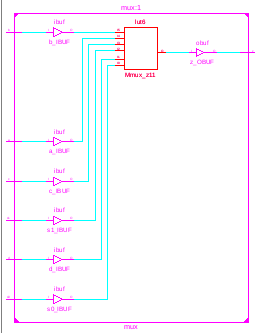 mux:1
ibuf
b_IBUF
lut6
Mmux_z11
obuf
z_OBUF
ibuf
a_IBUF
ibuf
c_IBUF
ibuf
s1_IBUF
ibuf
d_IBUF
ibuf
s0_IBUF
mux